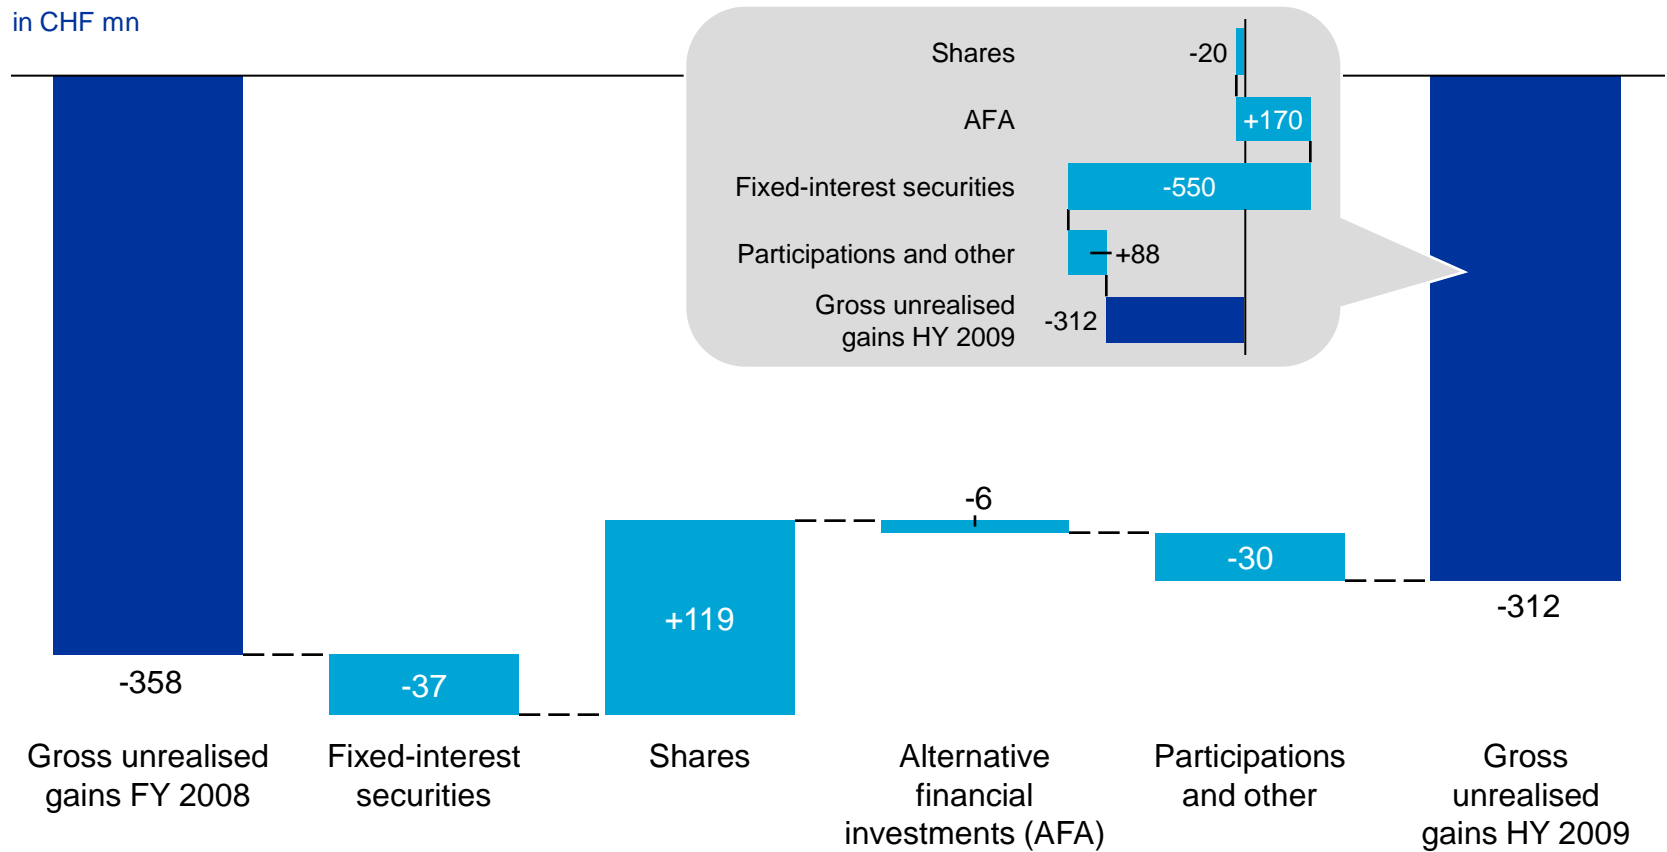 in CHF mn
Shares
-20
AFA
+170
Fixed-interest securities
-550
Participations and other
+88
Gross unrealised
gains HY 2009
-312
-6
-30
+119
-312
-358
-37
Gross unrealised
gains FY 2008
Fixed-interest
securities
Shares
Alternative
financial
investments (AFA)
Participations
and other
Gross
unrealised
gains HY 2009